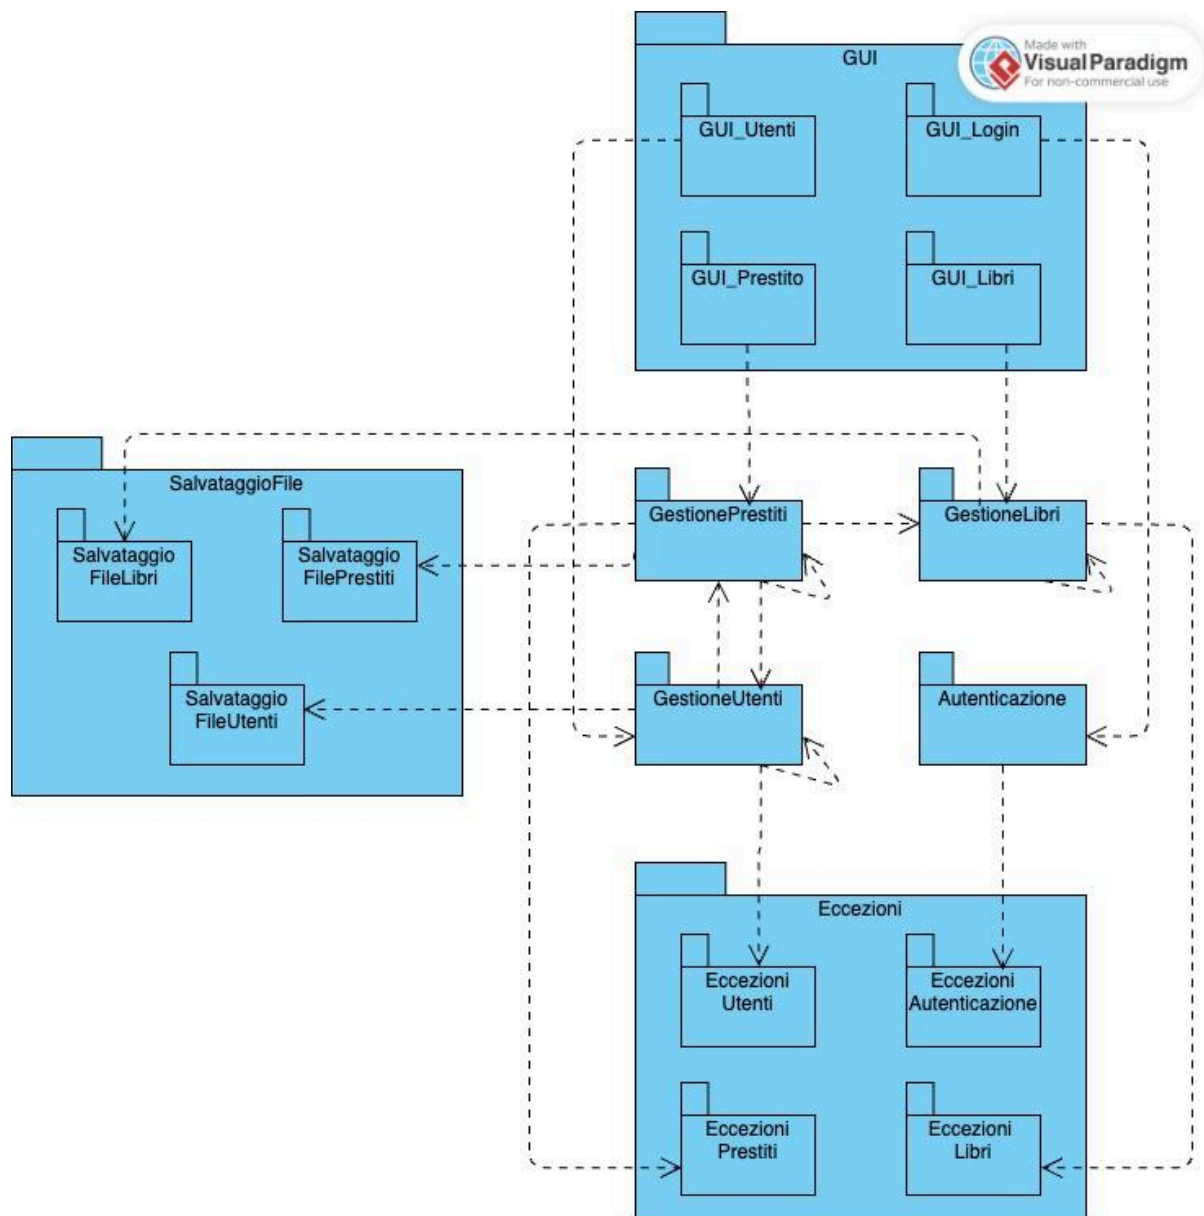 Made with
Visual Paradigm
For non-commercial use
GUI
GUI_Utenti
GUI_Login
GUI_Prestito
GUI_Libri
SalvataggioFile
Salvataggio
FileLibri
Salvataggio
FilePrestiti
Salvataggio
FileUtenti
GestionePrestiti
GestioneLibri
GestioneUtenti
Autenticazione
Eccezioni
Eccezioni
Utenti
Eccezioni
Autenticazione
Eccezioni
Prestiti
Eccezioni
Libri